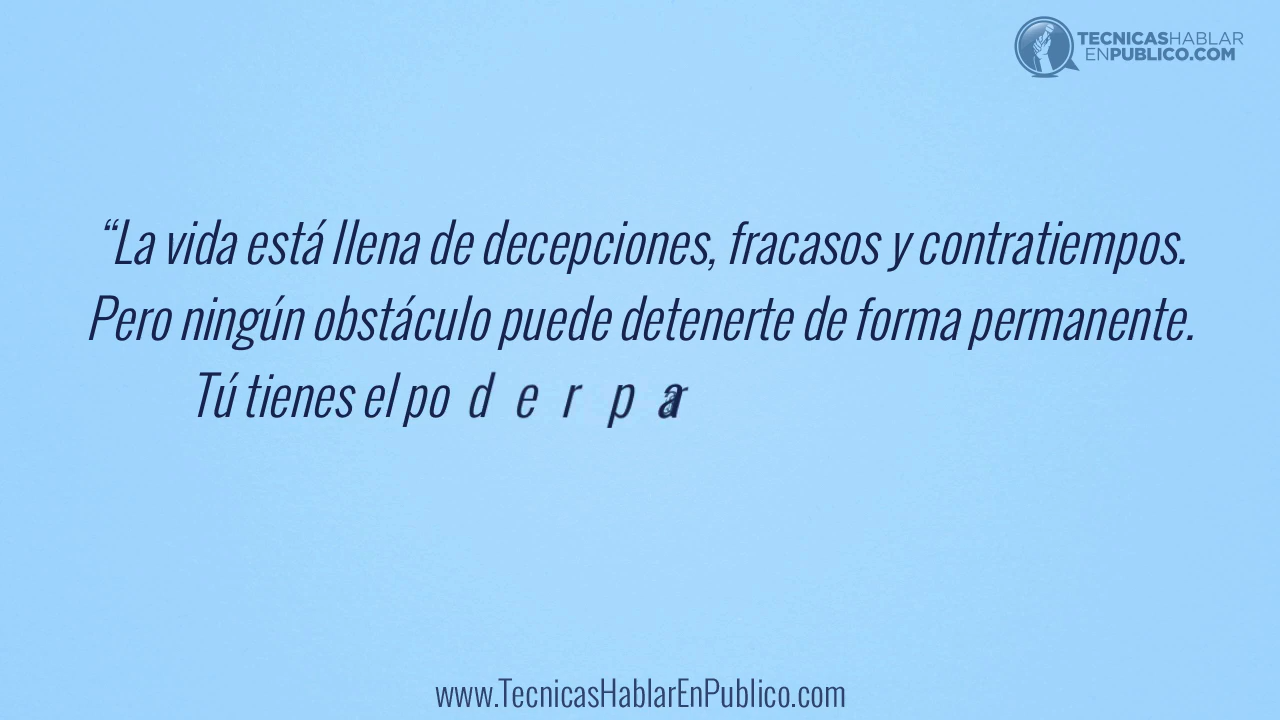 TECNICASHABLAR
ENPUBLICO.COM
“La vida está llena de decepciones, fracasos y contratiempos.
Pero ningún obstáculo puede detenerte de forma permanente.
Tú tienes el poder
www.TecnicasHablarEnPublico.com